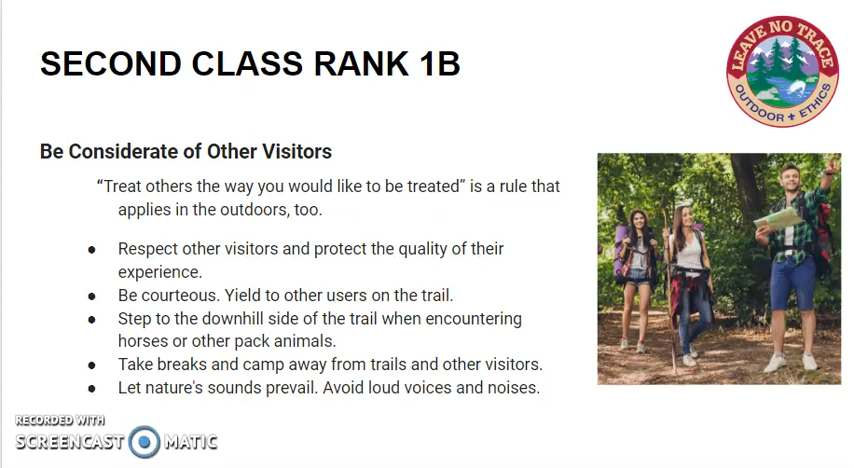 SECOND CLASS RANK 1B
LEAVE NO TRACE
OUTDOOR ETHICS
Be Considerate of Other Visitors
“Treat others the way you would like to be treated” is a rule that
applies in the outdoors, too.
● Respect other visitors and protect the quality of their
experience.
● Be courteous. Yield to other users on the trail.
● Step to the downhill side of the trail when encountering
horses or other pack animals.
● Take breaks and camp away from trails and other visitors.
● Let nature's sounds prevail. Avoid loud voices and noises.
RECORDED WITH
SCREENCAST MATIC